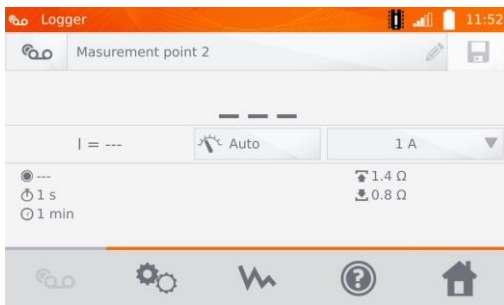 Logger 11:52
Masurement point 2
---
I = --- Auto 1 A
--- 1.4 Ω
1 s 0.8 Ω
1 min
?